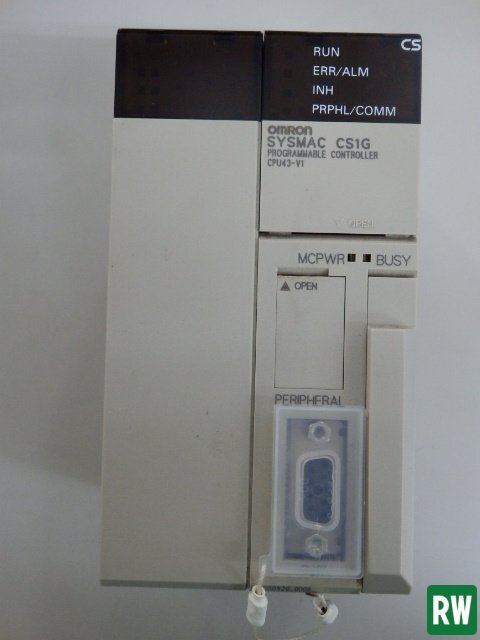 CS
RUN
ERR/ALM
INH
PRPHL/COMM
OMRON
SYSMAC CS1G
PROGRAMMABLE CONTROLLER
CPU43-V1
OPEN
MCPWR BUSY
▲ OPEN
PERIPHERAL
RW